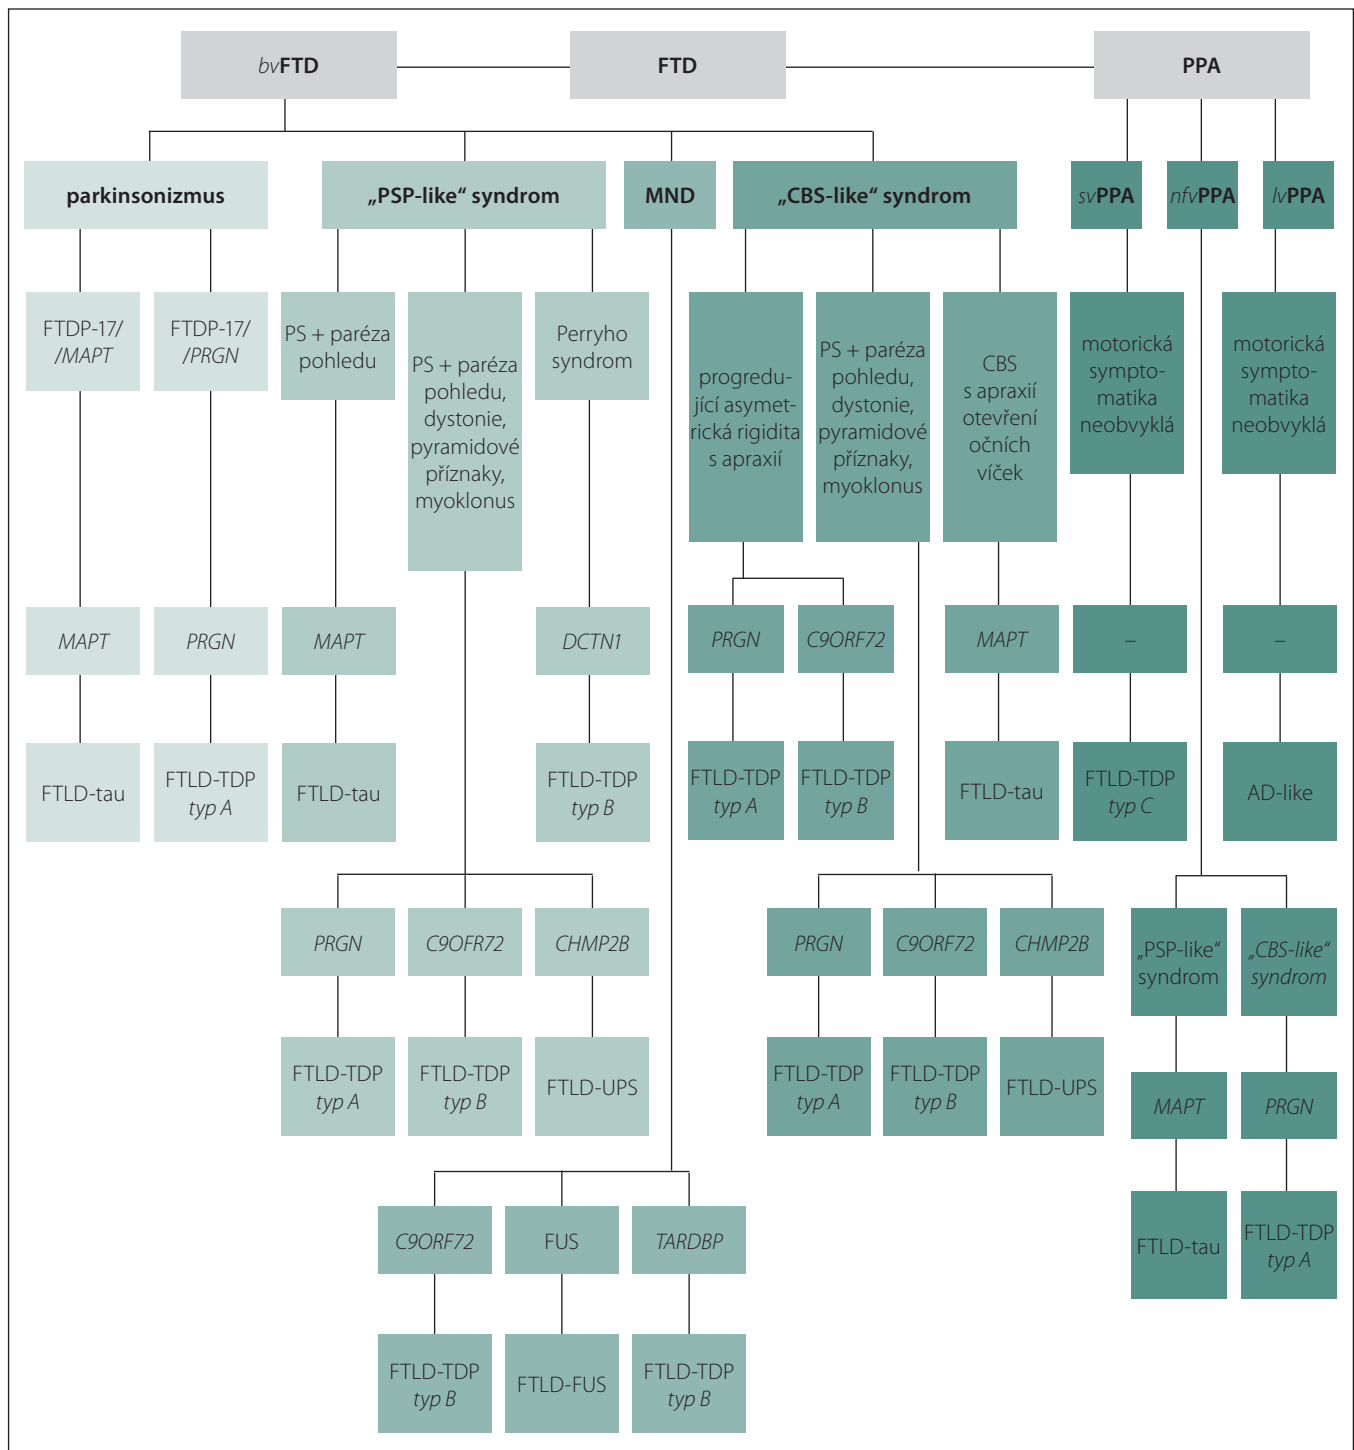 bvFTD
FTD
PPA
parkinsonizmus
„PSP-like“ syndrom
MND
„CBS-like“ syndrom
svPPA
nfvPPA
lvPPA
FTDP-17/
/MAPT
FTDP-17/
/PRGN
PS + paréza
pohledu
PS + paréza
pohledu,
dystonie,
pyramidové
příznaky,
myoklonus
Perryho
syndrom
progredu-
jící asymet-
rická rigidita
s apraxií
PS + paréza
pohledu,
dystonie,
pyramidové
příznaky,
myoklonus
CBS
s apraxií
otevření
očních
víček
motorická
sympto-
matika
neobvyklá
motorická
sympto-
matika
neobvyklá
MAPT
PRGN
MAPT
DCTN1
PRGN
C9ORF72
MAPT
–
–
FTLD-tau
FTLD-TDP
typ A
FTLD-tau
FTLD-TDP
typ B
FTLD-TDP
typ A
FTLD-TDP
typ B
FTLD-tau
FTLD-TDP
typ C
AD-like
PRGN
C9OFR72
CHMP2B
PRGN
C9ORF72
CHMP2B
„PSP-like“
syndrom
„CBS-like“
syndrom
FTLD-TDP
typ A
FTLD-TDP
typ B
FTLD-UPS
FTLD-TDP
typ A
FTLD-TDP
typ B
FTLD-UPS
MAPT
PRGN
C9ORF72
FUS
TARDBP
FTLD-tau
FTLD-TDP
typ A
FTLD-TDP
typ B
FTLD-FUS
FTLD-TDP
typ B